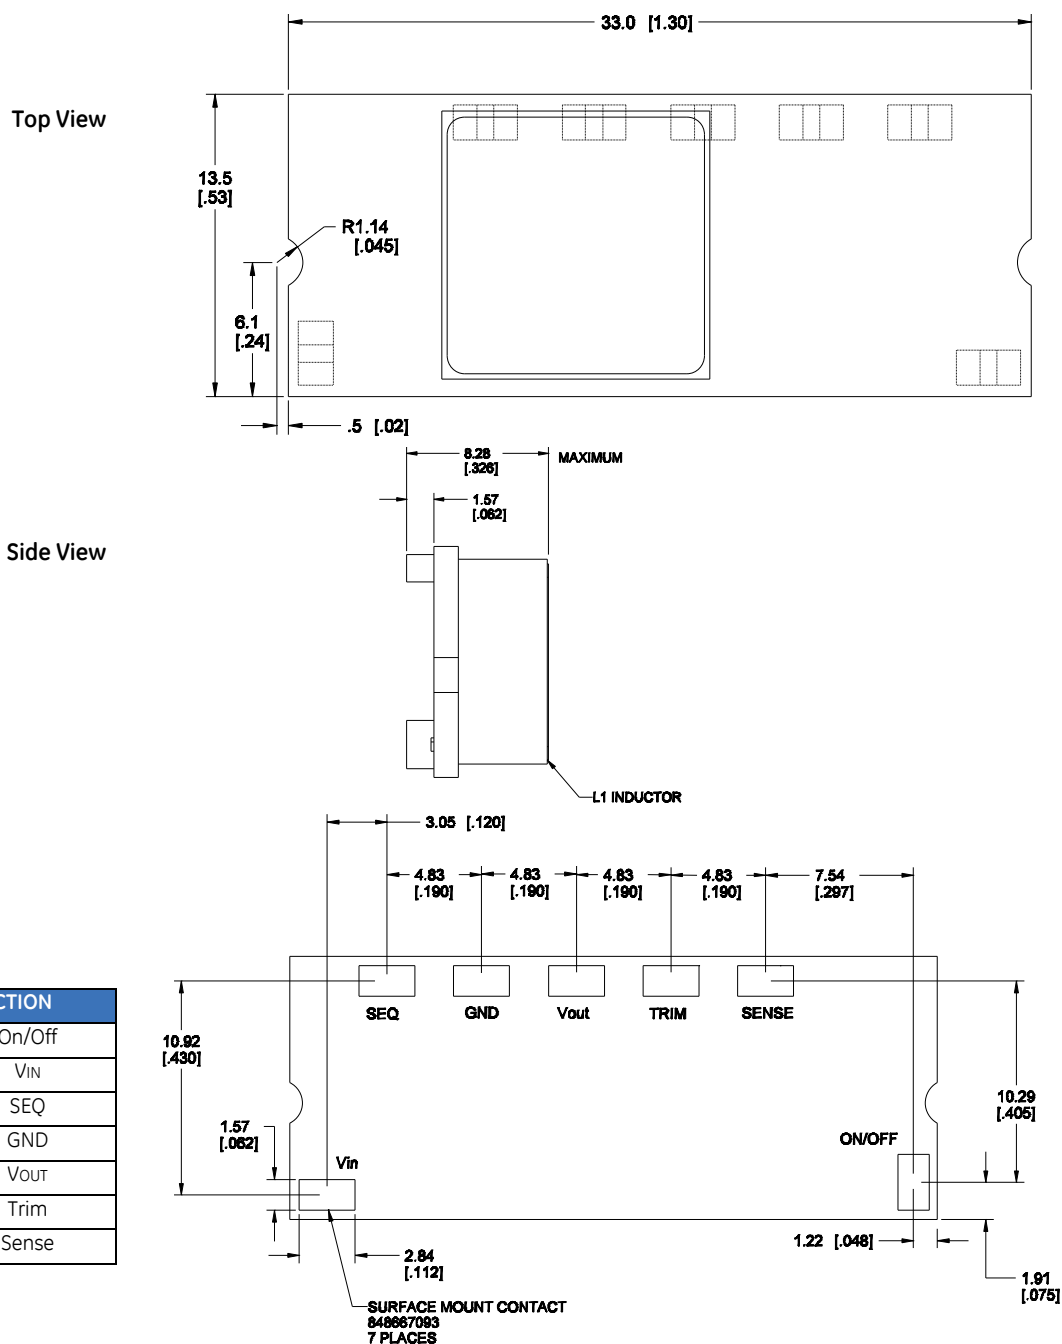 33.0 [1.30]
Top View
13.5
[.53]
R1.14
[.045]
6.1
[.24]
.5 [.02]
8.28
[.326]
MAXIMUM
1.57
[.062]
Side View
L1 INDUCTOR
3.05 [.120]
4.83
[.190]
4.83
[.190]
4.83
[.190]
4.83
[.190]
7.54
[.297]
SEQ
GND
Vout
TRIM
SENSE
10.92
[.430]
10.29
[.405]
1.57
[.062]
Vin
ON/OFF
2.84
[.112]
1.22 [.048]
1.91
[.075]
SURFACE MOUNT CONTACT
848667093
7 PLACES
CTION
On/Off
VIN
SEQ
GND
VOUT
Trim
Sense